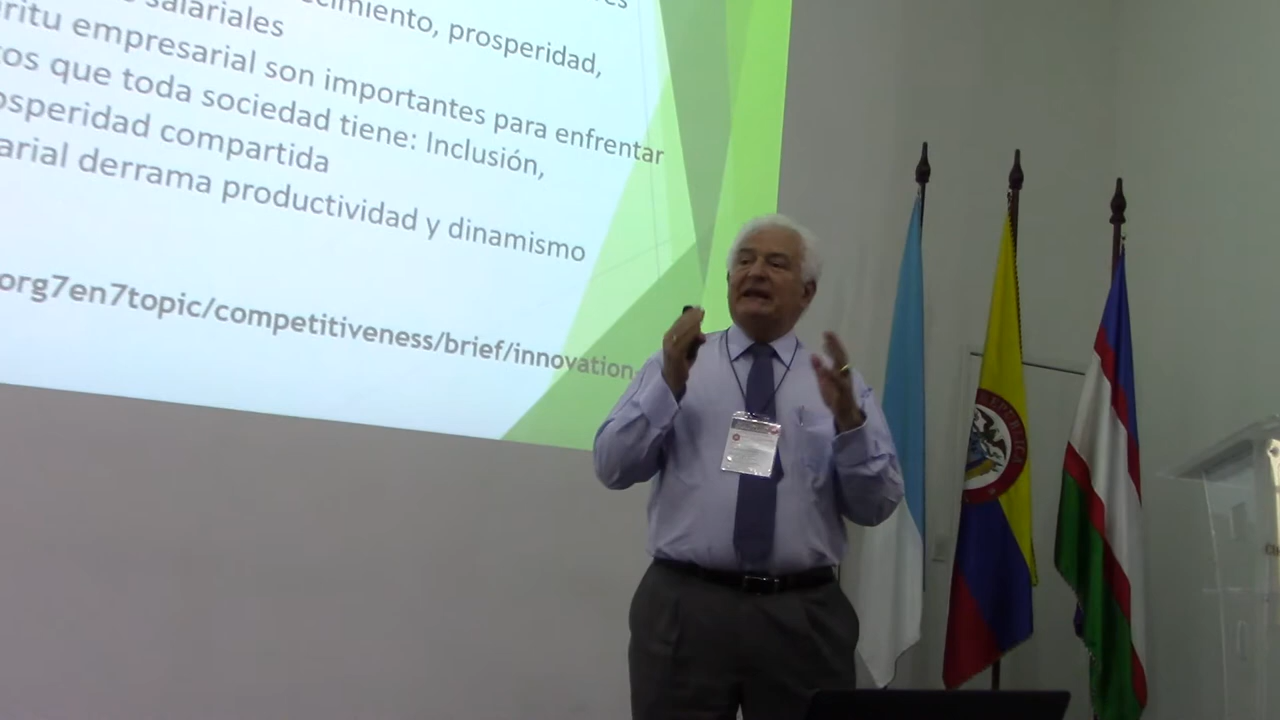 salariales
cimiento, prosperidad,
ritu empresarial son importantes para enfrentar
tos que toda sociedad tiene: Inclusión,
osperidad compartida
arial derrama productividad y dinamismo
org7en7topic/competitiveness/brief/innovation-